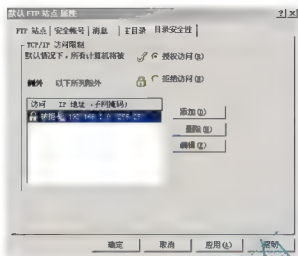 默认 FTP 站点 属性
FTP 站点 安全帐号 消息 主目录 目录安全性
TCP/IP 访问限制
默认情况下，所有计算机将被
授权访问(R)
拒绝访问(E)
例外 以下所列除外
访问 IP 地址 (子网掩码)
添加(D)
删除(M)
编辑(I)
确定 取消 应用(A) 帮助